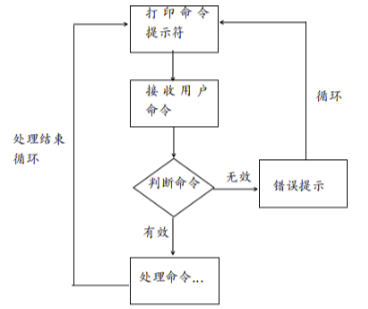 打印命令
提示符
接收用户
命令
循环
处理结束
循环
判断命令
无效
错误提示
有效
处理命令...